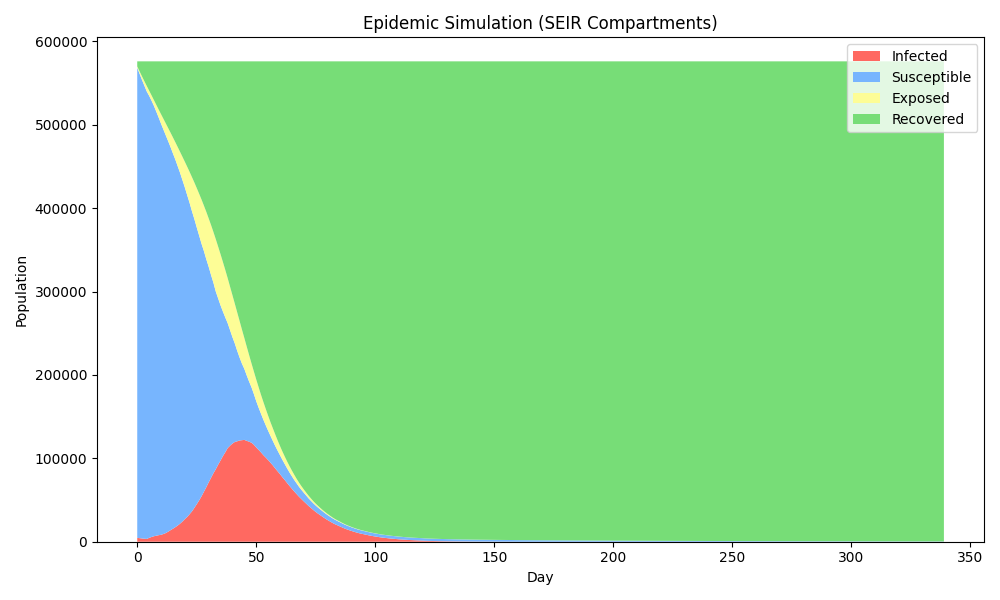 Epidemic Simulation (SEIR Compartments)
600000
500000
400000
300000
200000
100000
0
Population
Infected
Susceptible
Exposed
Recovered
0 50 100 150 200 250 300 350
Day